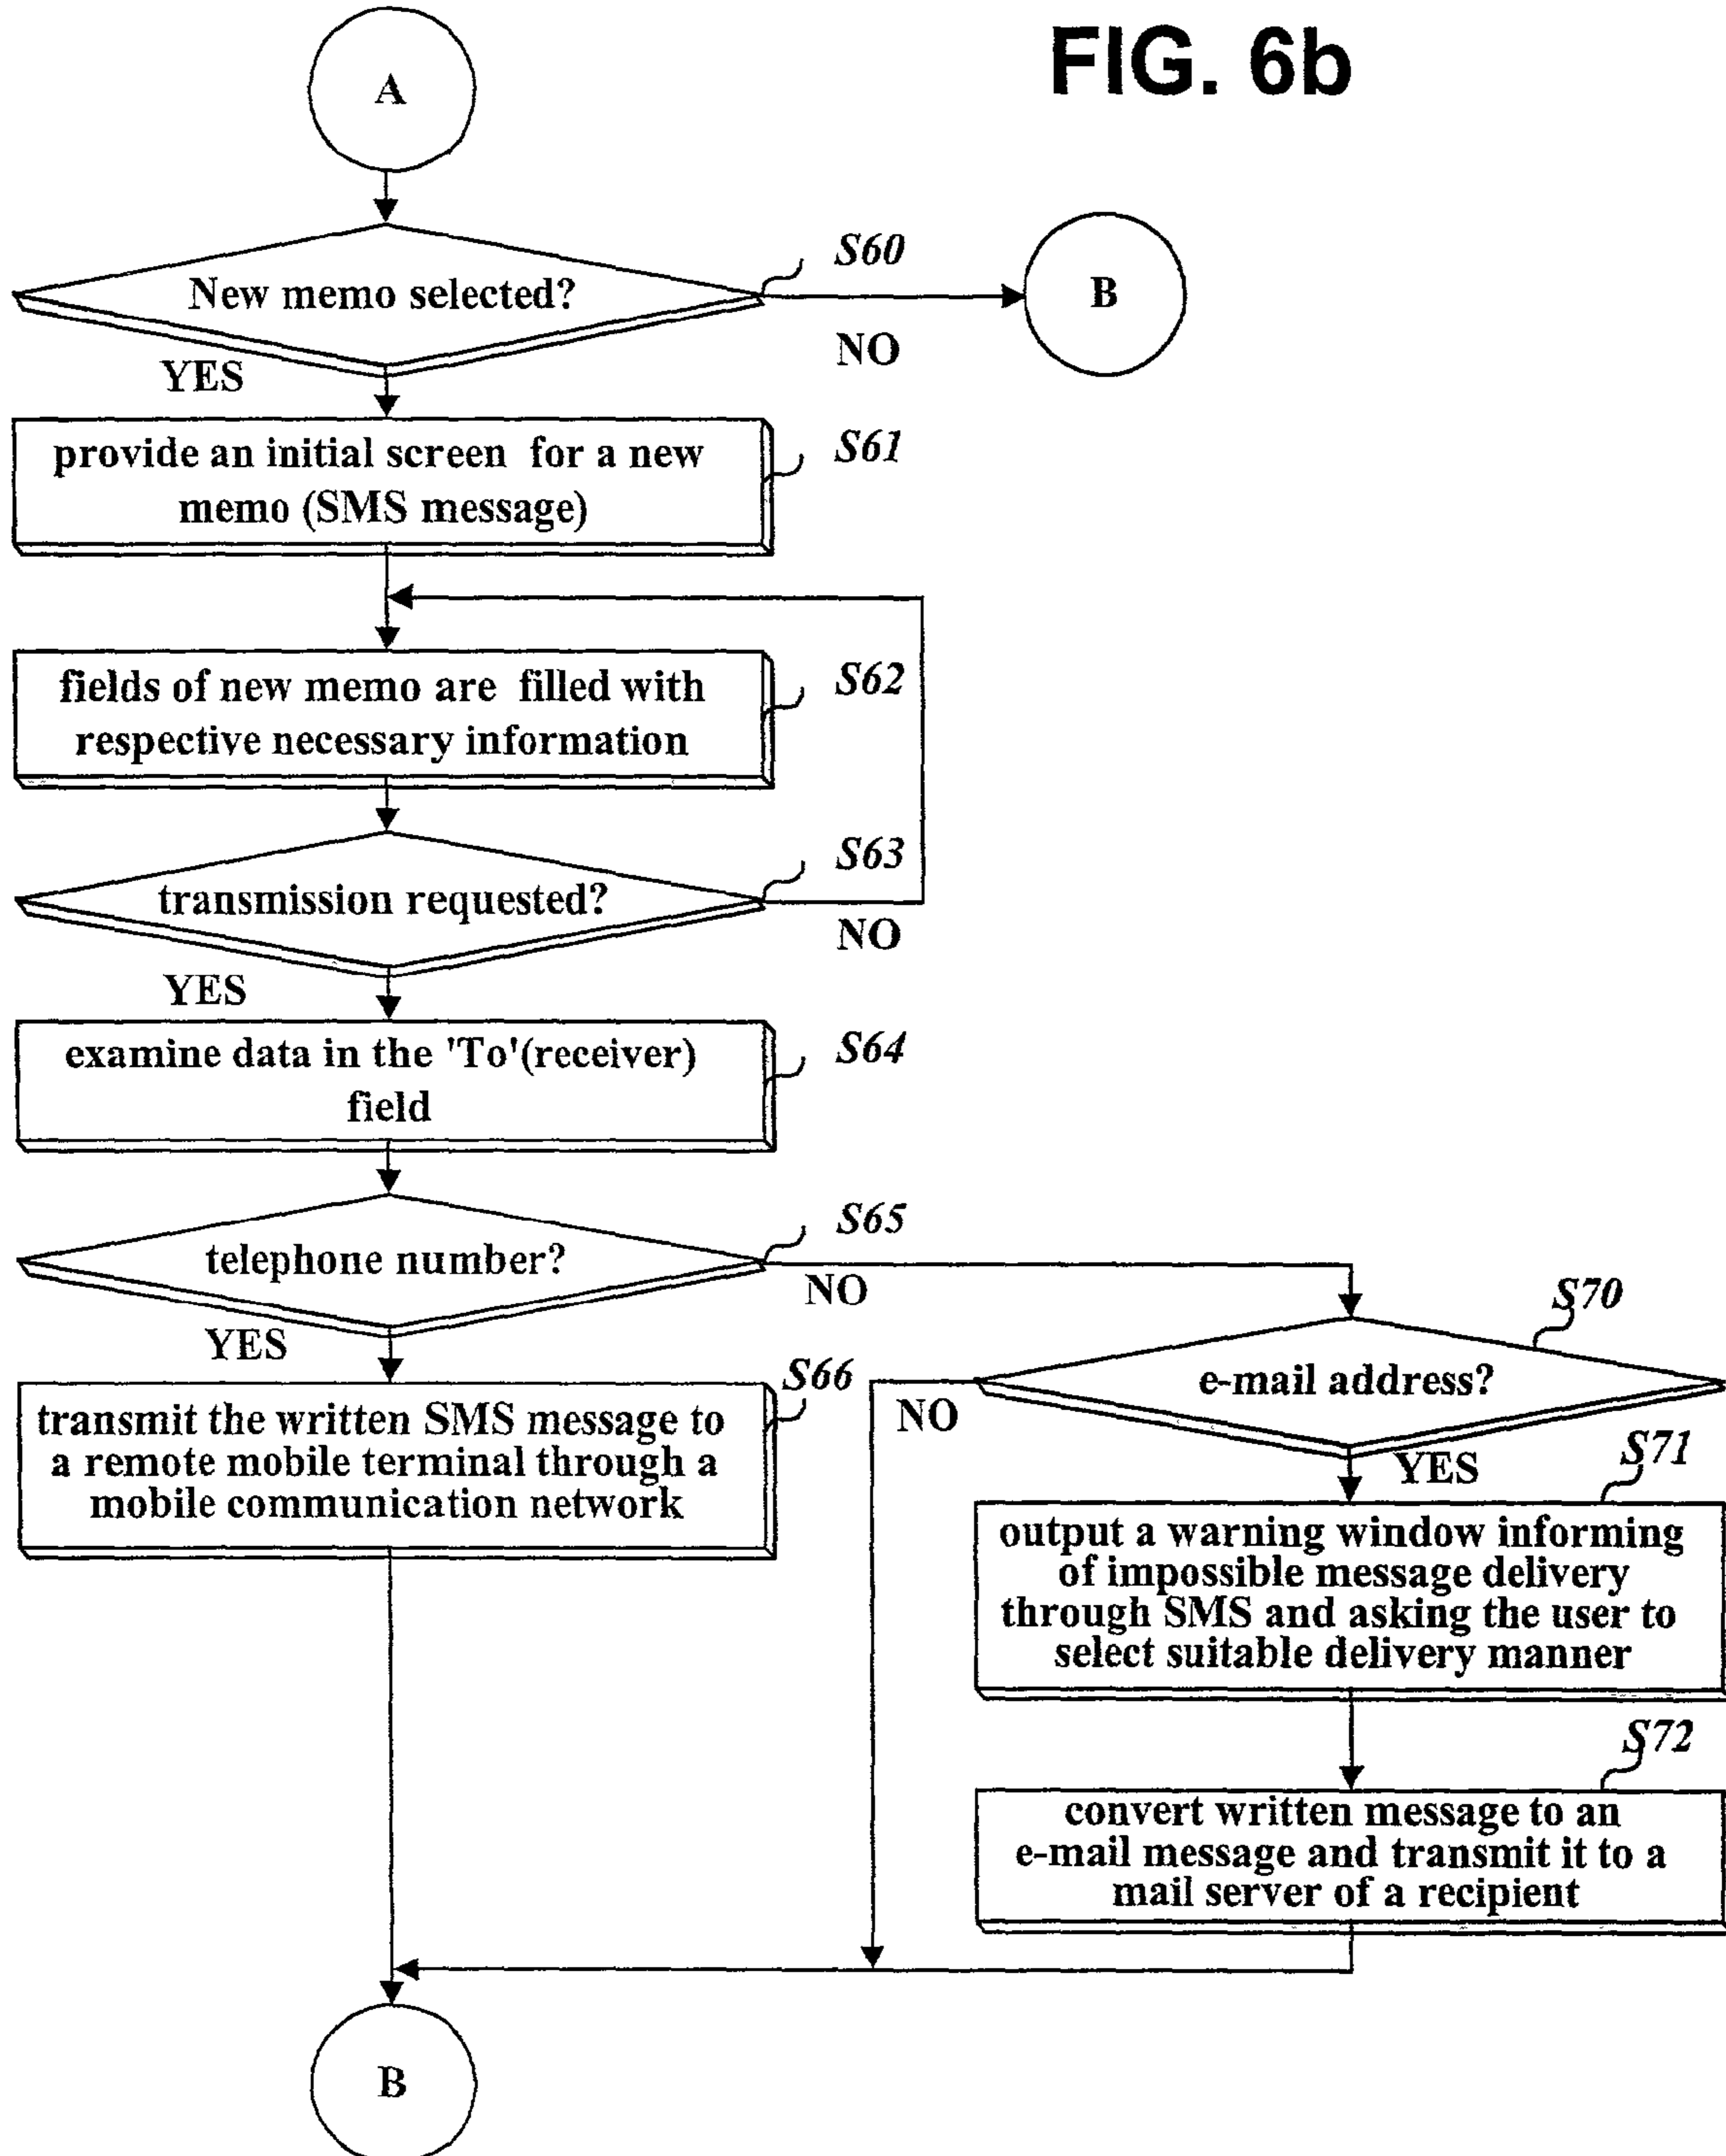 FIG. 6b
A
S60
New memo selected?
B
NO
YES
S61
provide an initial screen for a new
memo (SMS message)
S62
fields of new memo are filled with
respective necessary information
S63
transmission requested?
NO
YES
S64
examine data in the 'To'(receiver)
field
S65
telephone number?
NO
YES
S70
e-mail address?
NO
YES
S66
transmit the written SMS message to
a remote mobile terminal through a
mobile communication network
S71
output a warning window informing
of impossible message delivery
through SMS and asking the user to
select suitable delivery manner
S72
convert written message to an
e-mail message and transmit it to a
mail server of a recipient
B